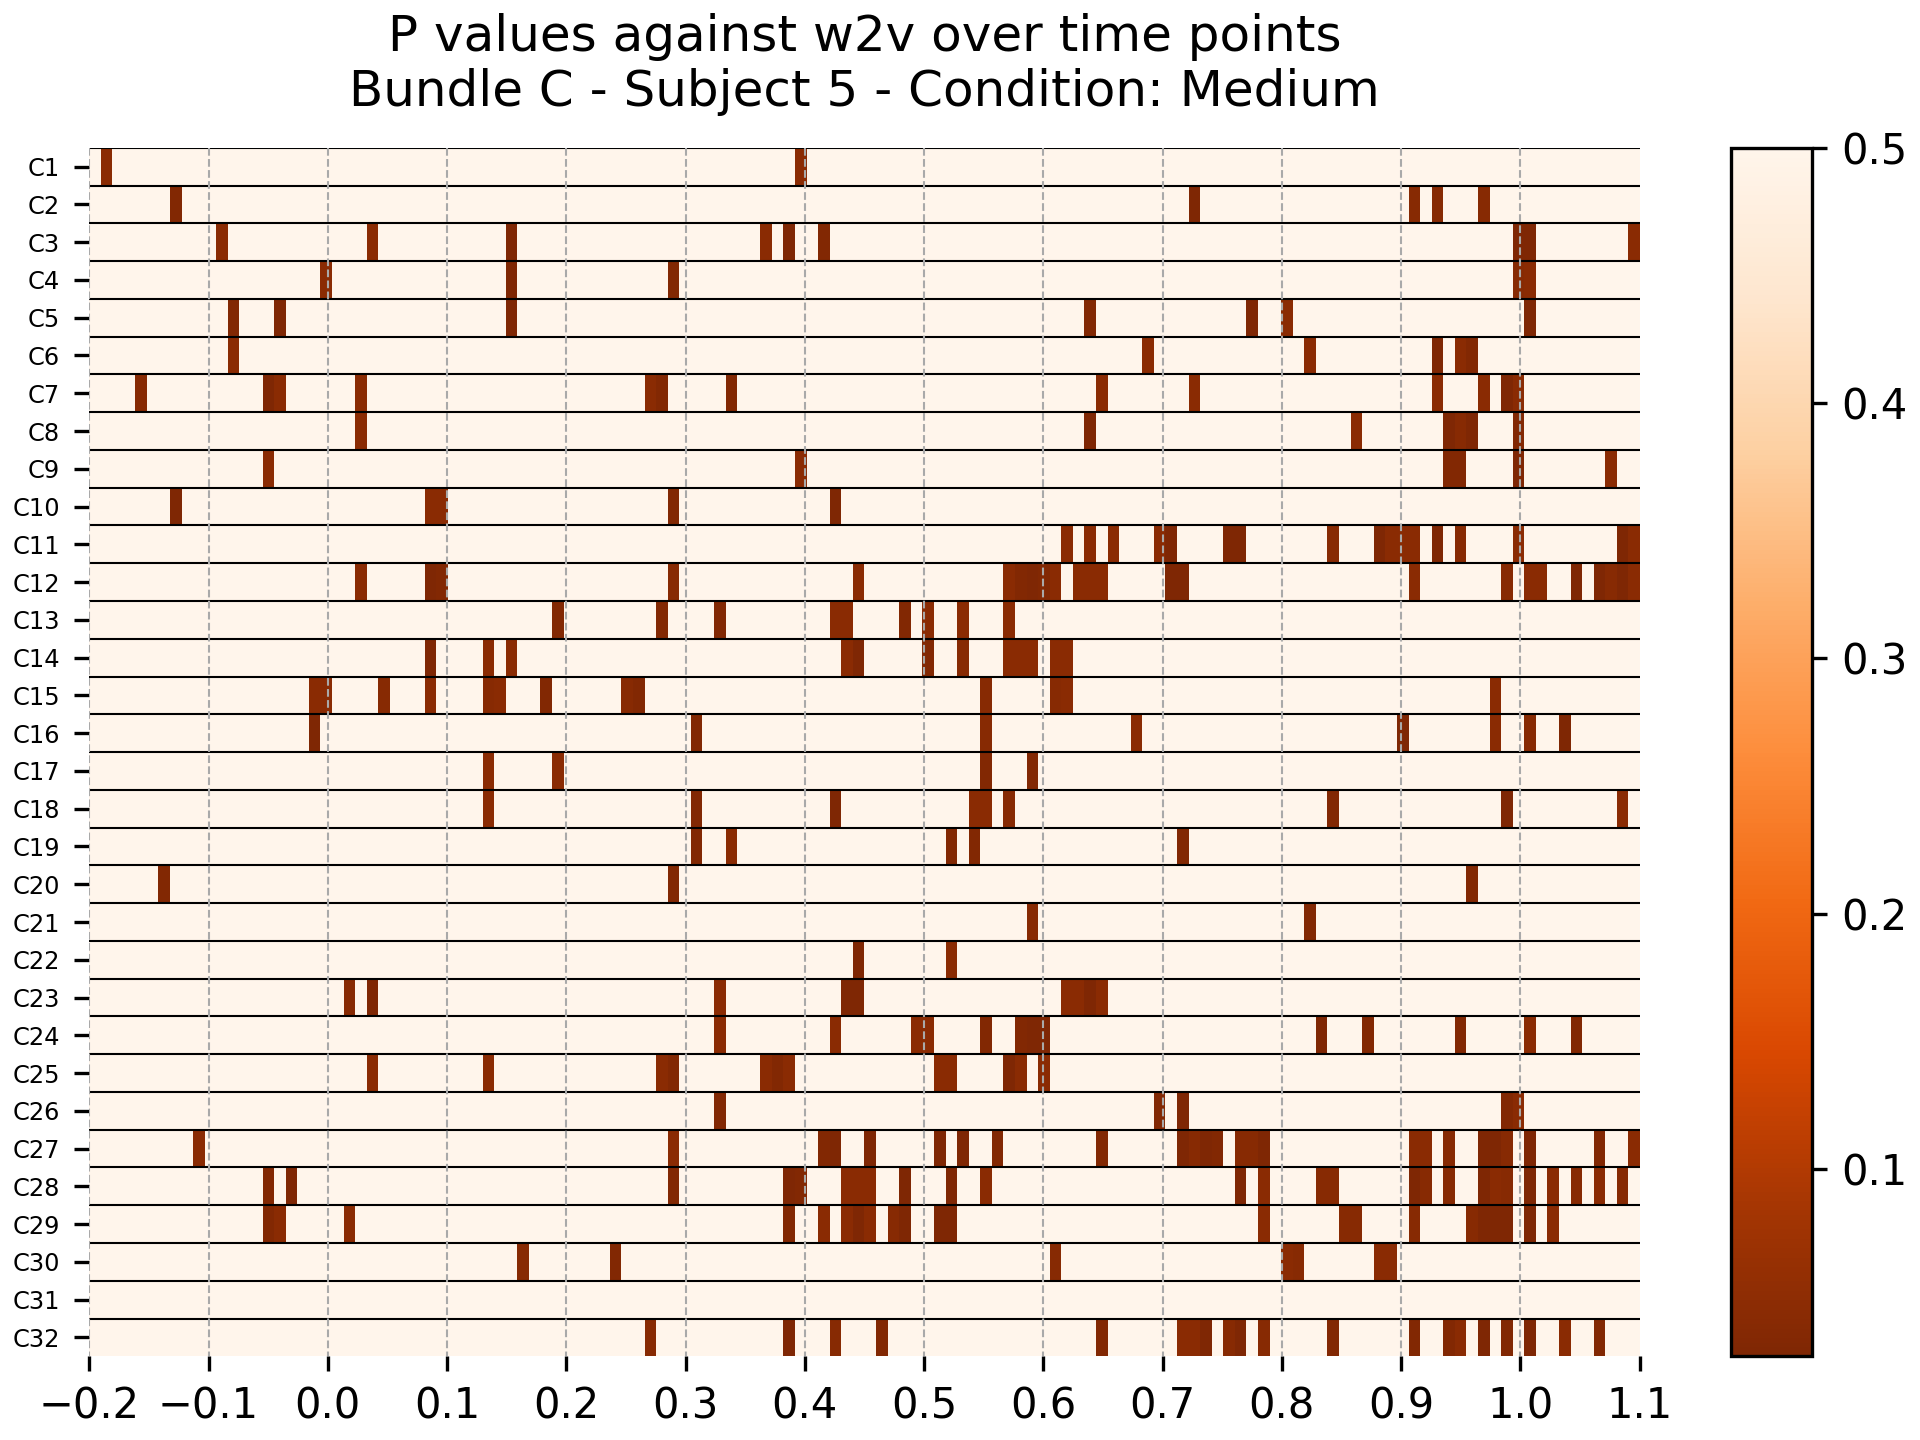 P values against w2v over time points
Bundle C - Subject 5 - Condition: Medium
C1
C2
C3
C4
C5
C6
C7
C8
C9
C10
C11
C12
C13
C14
C15
C16
C17
C18
C19
C20
C21
C22
C23
C24
C25
C26
C27
C28
C29
C30
C31
C32
−0.2 −0.1 0.0 0.1 0.2 0.3 0.4 0.5 0.6 0.7 0.8 0.9 1.0 1.1
0.5
0.4
0.3
0.2
0.1